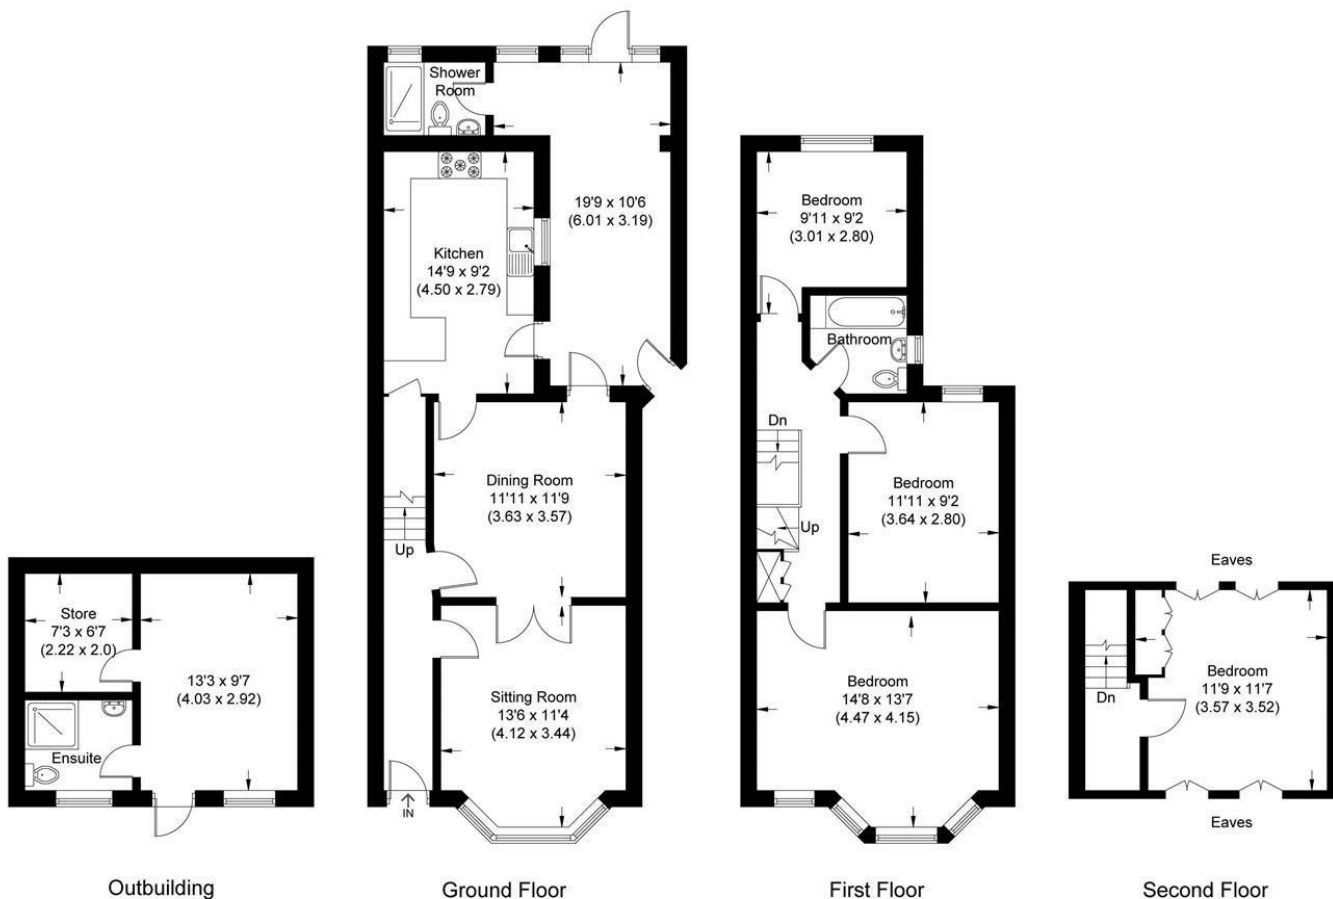 Shower
Room
19'9 x 10'6
(6.01 x 3.19)
Kitchen
14'9 x 9'2
(4.50 x 2.79)
Dining Room
11'11 x 11'9
(3.63 x 3.57)
Up
Sitting Room
13'6 x 11'4
(4.12 x 3.44)
IN
Ground Floor
Store
7'3 x 6'7
(2.22 x 2.0)
13'3 x 9'7
(4.03 x 2.92)
Ensuite
Outbuilding
Bedroom
9'11 x 9'2
(3.01 x 2.80)
Bathroom
Dn
Bedroom
11'11 x 9'2
(3.64 x 2.80)
Up
Bedroom
14'8 x 13'7
(4.47 x 4.15)
First Floor
Eaves
Bedroom
11'9 x 11'7
(3.57 x 3.52)
Dn
Eaves
Second Floor